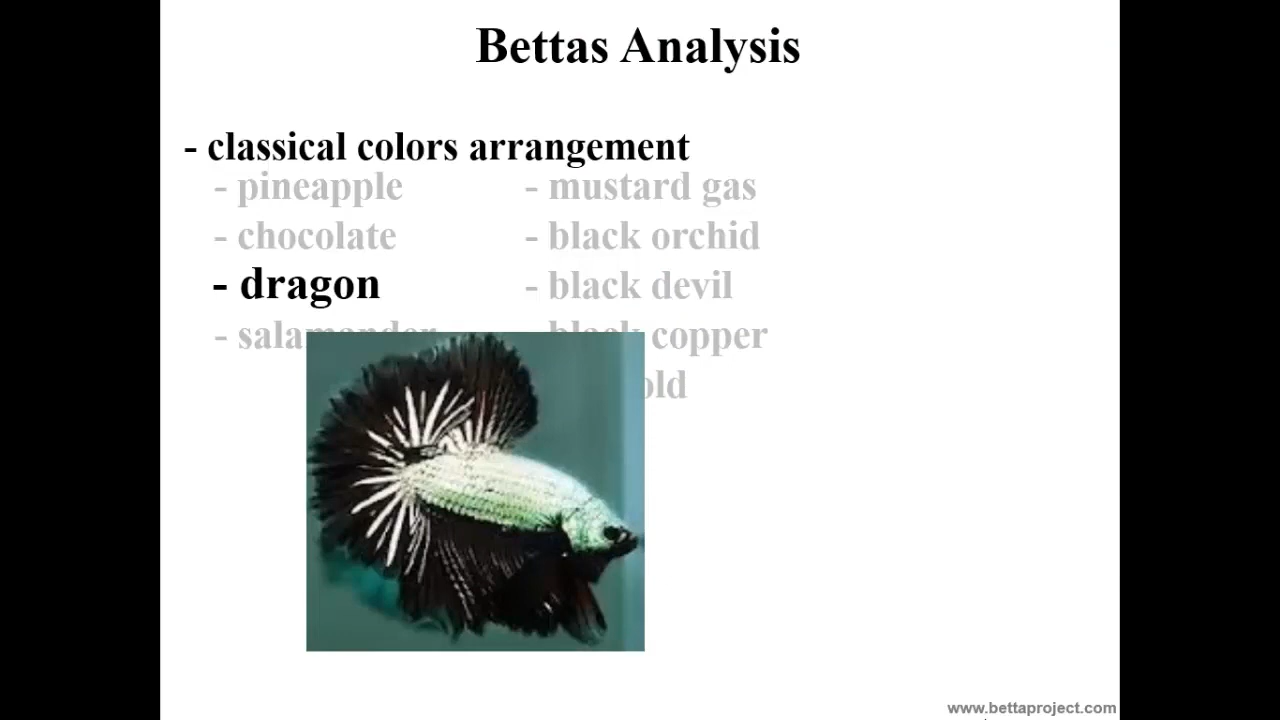 Bettas Analysis
- classical colors arrangement
- pineapple
- chocolate
- dragon
- mustard gas
- black orchid
- black devil
copper
www.bettaproject.com